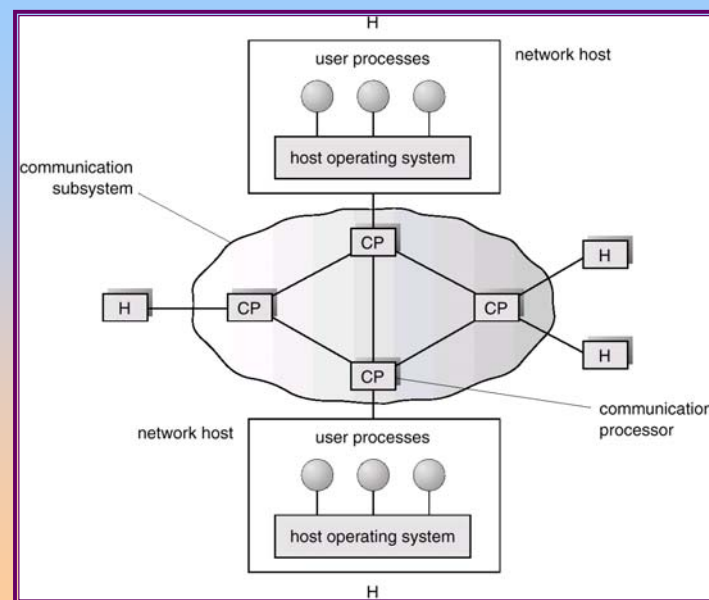 H
user processes
network host
host operating system
communication
subsystem
CP
H
H
CP
CP
H
CP
communication
processor
network host
user processes
host operating system
H